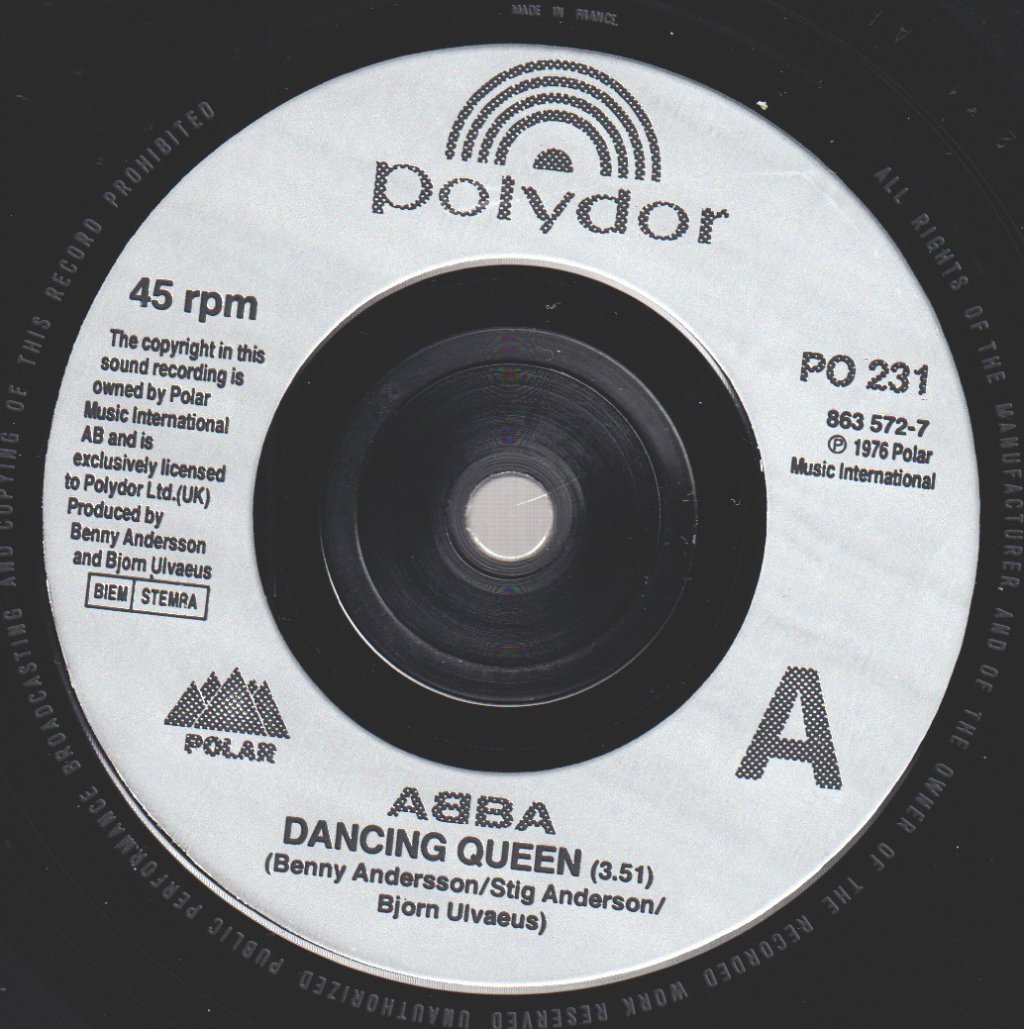 MADE IN FRANCE.
polydor
45 rpm
The copyright in this
sound recording is
owned by Polar
Music International
AB and is
exclusively licensed
to Polydor Ltd.(UK)
Produced by
Benny Andersson
and Bjorn Ulvaeus
BIEM STEMRA
POLAR
PO 231
863 572-7
℗ 1976 Polar
Music International
A
ABBA
DANCING QUEEN (3.51)
(Benny Andersson/Stig Anderson/
Bjorn Ulvaeus)
ALL RIGHTS OF THE MANUFACTURER AND OF THE OWNER OF THE RECORDED WORK RESERVED UNAUTHORIZED PUBLIC PERFORMANCE BROADCASTING AND COPYING OF THIS RECORD PROHIBITED